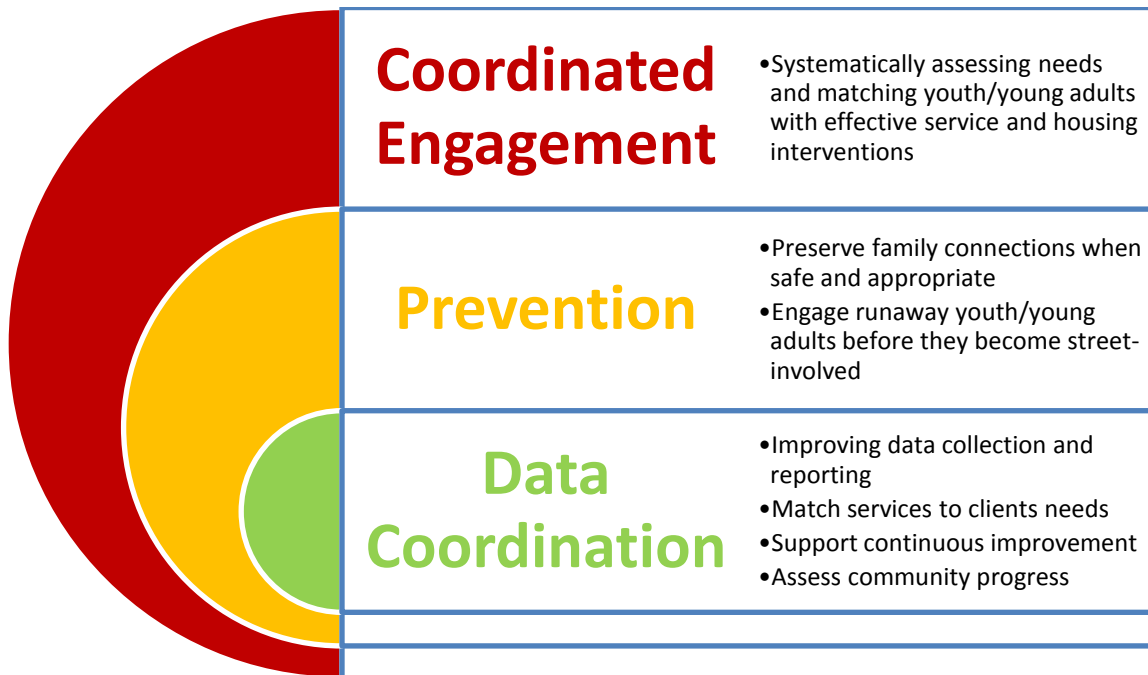 Coordinated
Engagement
•Systematically assessing needs
and matching youth/young adults
with effective service and housing
interventions
Prevention
•Preserve family connections when
safe and appropriate
•Engage runaway youth/young
adults before they become street-
involved
Data
Coordination
•Improving data collection and
reporting
•Match services to clients needs
•Support continuous improvement
•Assess community progress